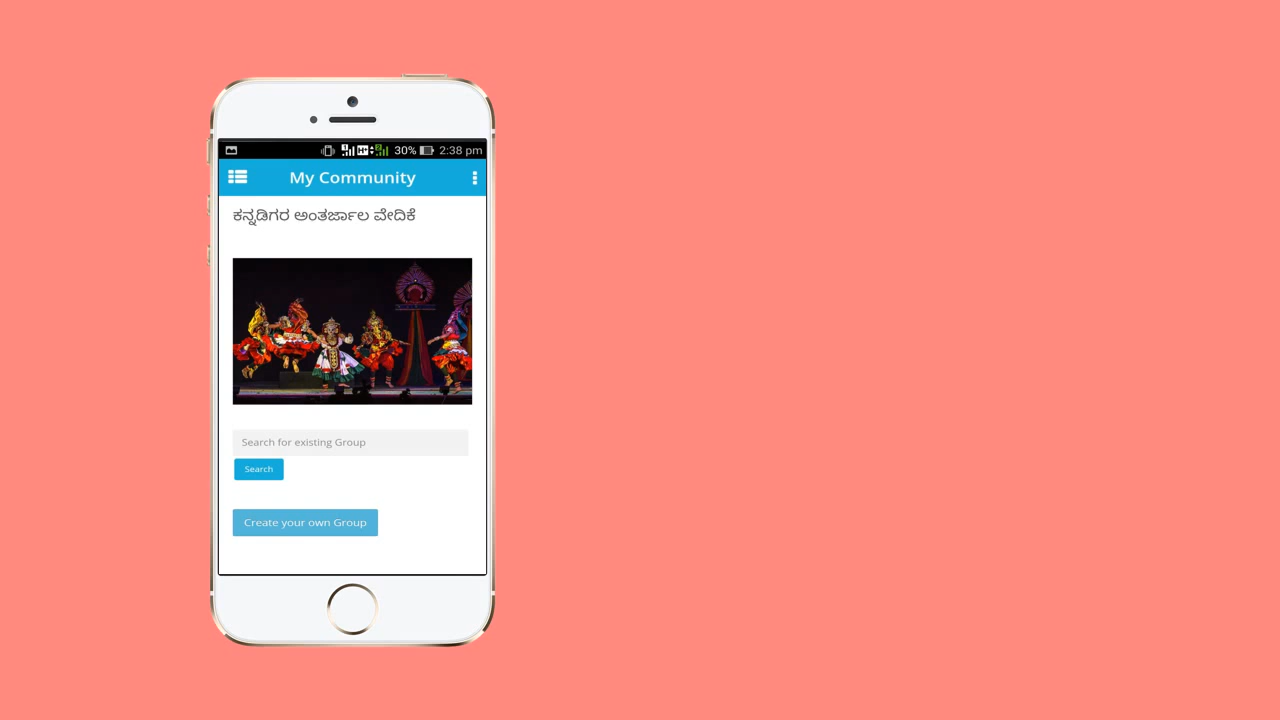 30% 2:38 pm
My Community
ಕನ್ನಡಿಗರ ಅಂತರ್ಜಾಲ ವೇದಿಕೆ
Search for existing Group
Search
Create your own Group